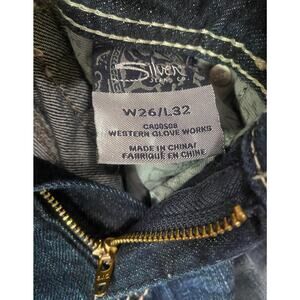 Silver
JEANS CO.
W26/L32
CA00508
WESTERN GLOVE WORKS
MADE IN CHINA/
FABRIQUÉ EN CHINE